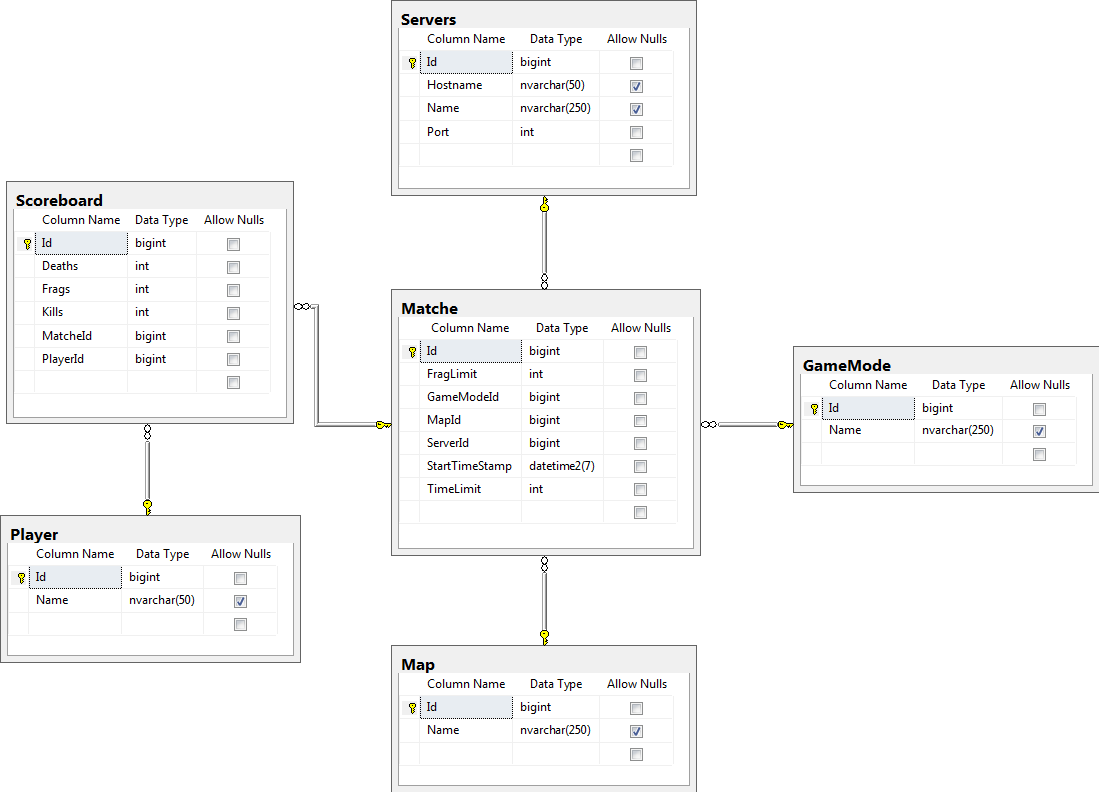 Servers
Column Name Data Type Allow Nulls
Id bigint
Hostname nvarchar(50)
Name nvarchar(250)
Port int
Scoreboard
Column Name Data Type Allow Nulls
Id bigint
Deaths int
Frags int
Kills int
MatcheId bigint
PlayerId bigint
Matche
Column Name Data Type Allow Nulls
Id bigint
FragLimit int
GameModeId bigint
MapId bigint
ServerId bigint
StartTimeStamp datetime2(7)
TimeLimit int
GameMode
Column Name Data Type Allow Nulls
Id bigint
Name nvarchar(250)
Player
Column Name Data Type Allow Nulls
Id bigint
Name nvarchar(50)
Map
Column Name Data Type Allow Nulls
Id bigint
Name nvarchar(250)